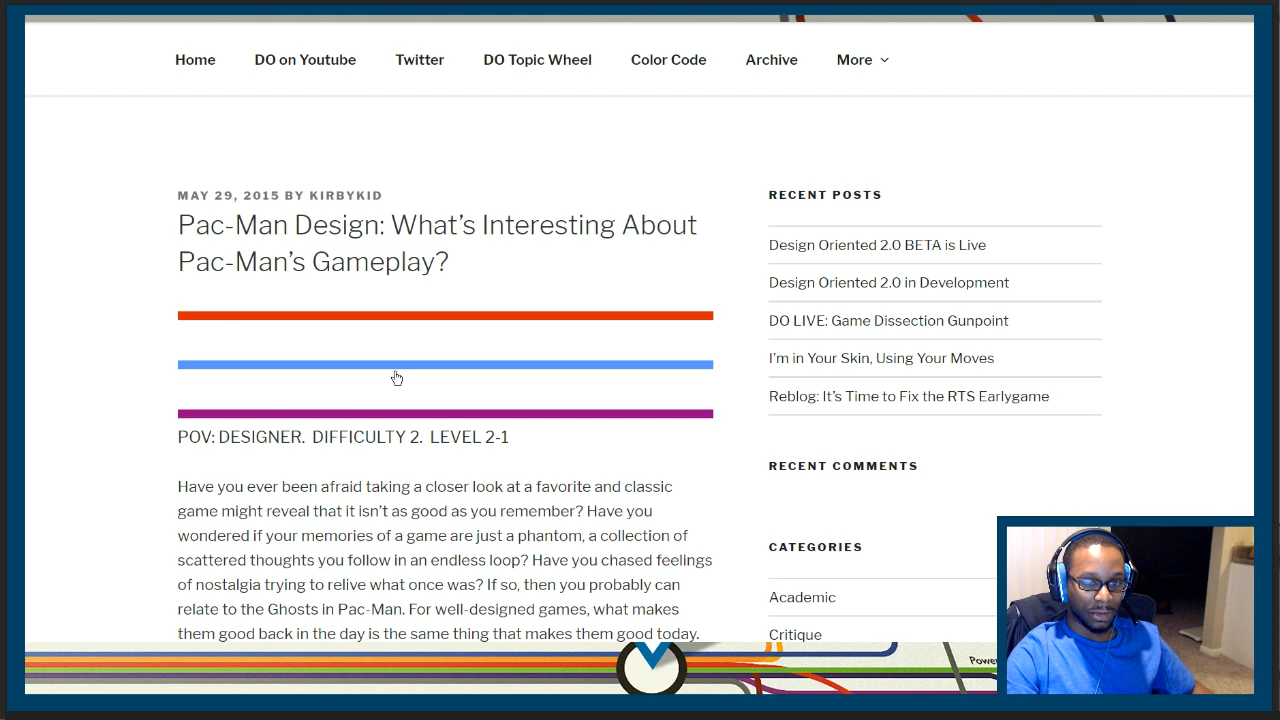 Home DO on Youtube Twitter DO Topic Wheel Color Code Archive More
MAY 29, 2015 BY KIRBYKID
Pac-Man Design: What’s Interesting About
Pac-Man’s Gameplay?
POV: DESIGNER. DIFFICULTY 2. LEVEL 2-1
Have you ever been afraid taking a closer look at a favorite and classic
game might reveal that it isn’t as good as you remember? Have you
wondered if your memories of a game are just a phantom, a collection of
scattered thoughts you follow in an endless loop? Have you chased feelings
of nostalgia trying to relive what once was? If so, then you probably can
relate to the Ghosts in Pac-Man. For well-designed games, what makes
them good back in the day is the same thing that makes them good today.
RECENT POSTS
Design Oriented 2.0 BETA is Live
Design Oriented 2.0 in Development
DO LIVE: Game Dissection Gunpoint
I’m in Your Skin, Using Your Moves
Reblog: It’s Time to Fix the RTS Earlygame
RECENT COMMENTS
CATEGORIES
Academic
Critique